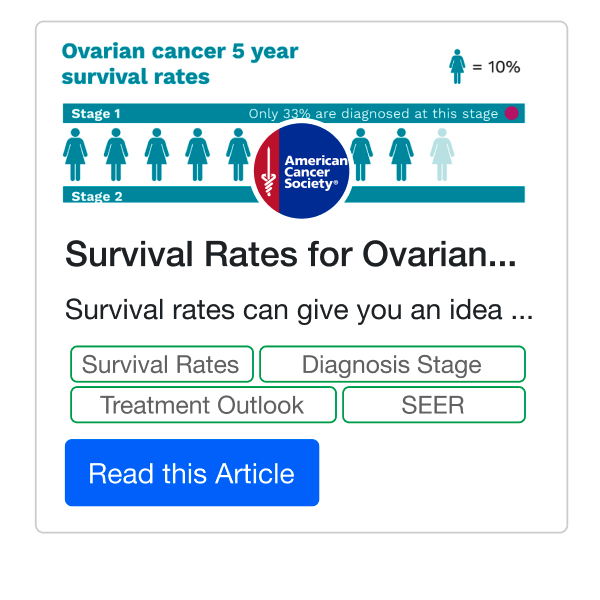 Ovarian cancer 5 year
survival rates
= 10%
Stage 1
Only 33% are diagnosed at this stage
American
Cancer
Society®
Stage 2
Survival Rates for Ovarian...
Survival rates can give you an idea ...
Survival Rates
Diagnosis Stage
Treatment Outlook
SEER
Read this Article